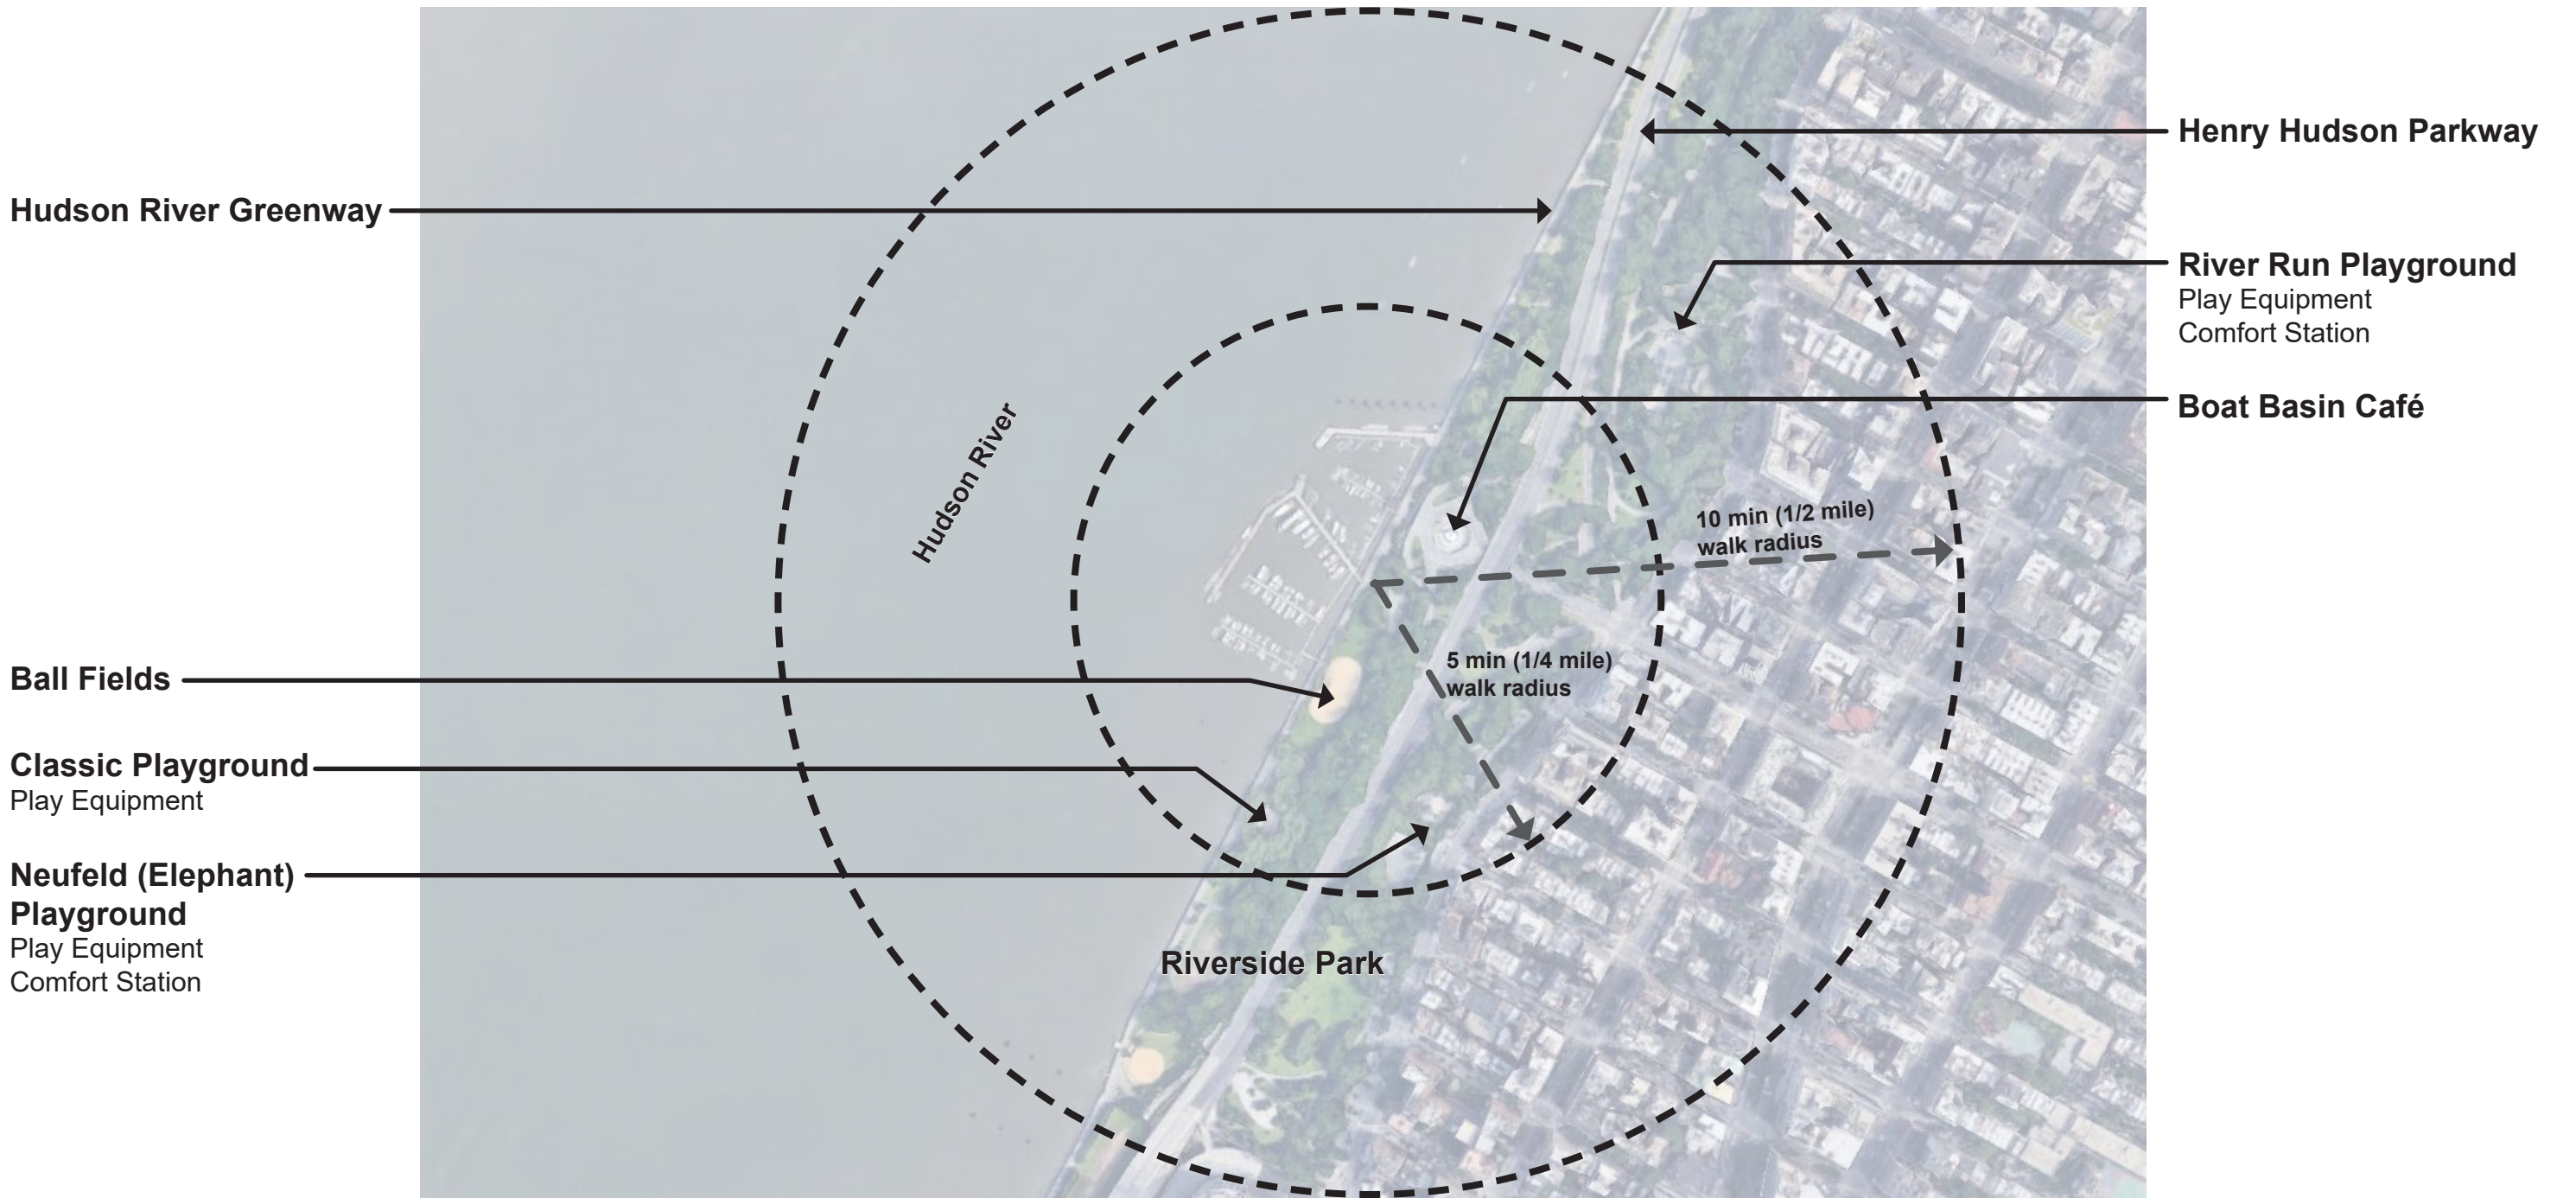 Henry Hudson Parkway
Hudson River Greenway
River Run Playground
Play Equipment
Comfort Station
Boat Basin Café
Hudson River
10 min (1/2 mile)
walk radius
5 min (1/4 mile)
walk radius
Ball Fields
Classic Playground
Play Equipment
Neufeld (Elephant)
Playground
Play Equipment
Comfort Station
Riverside Park